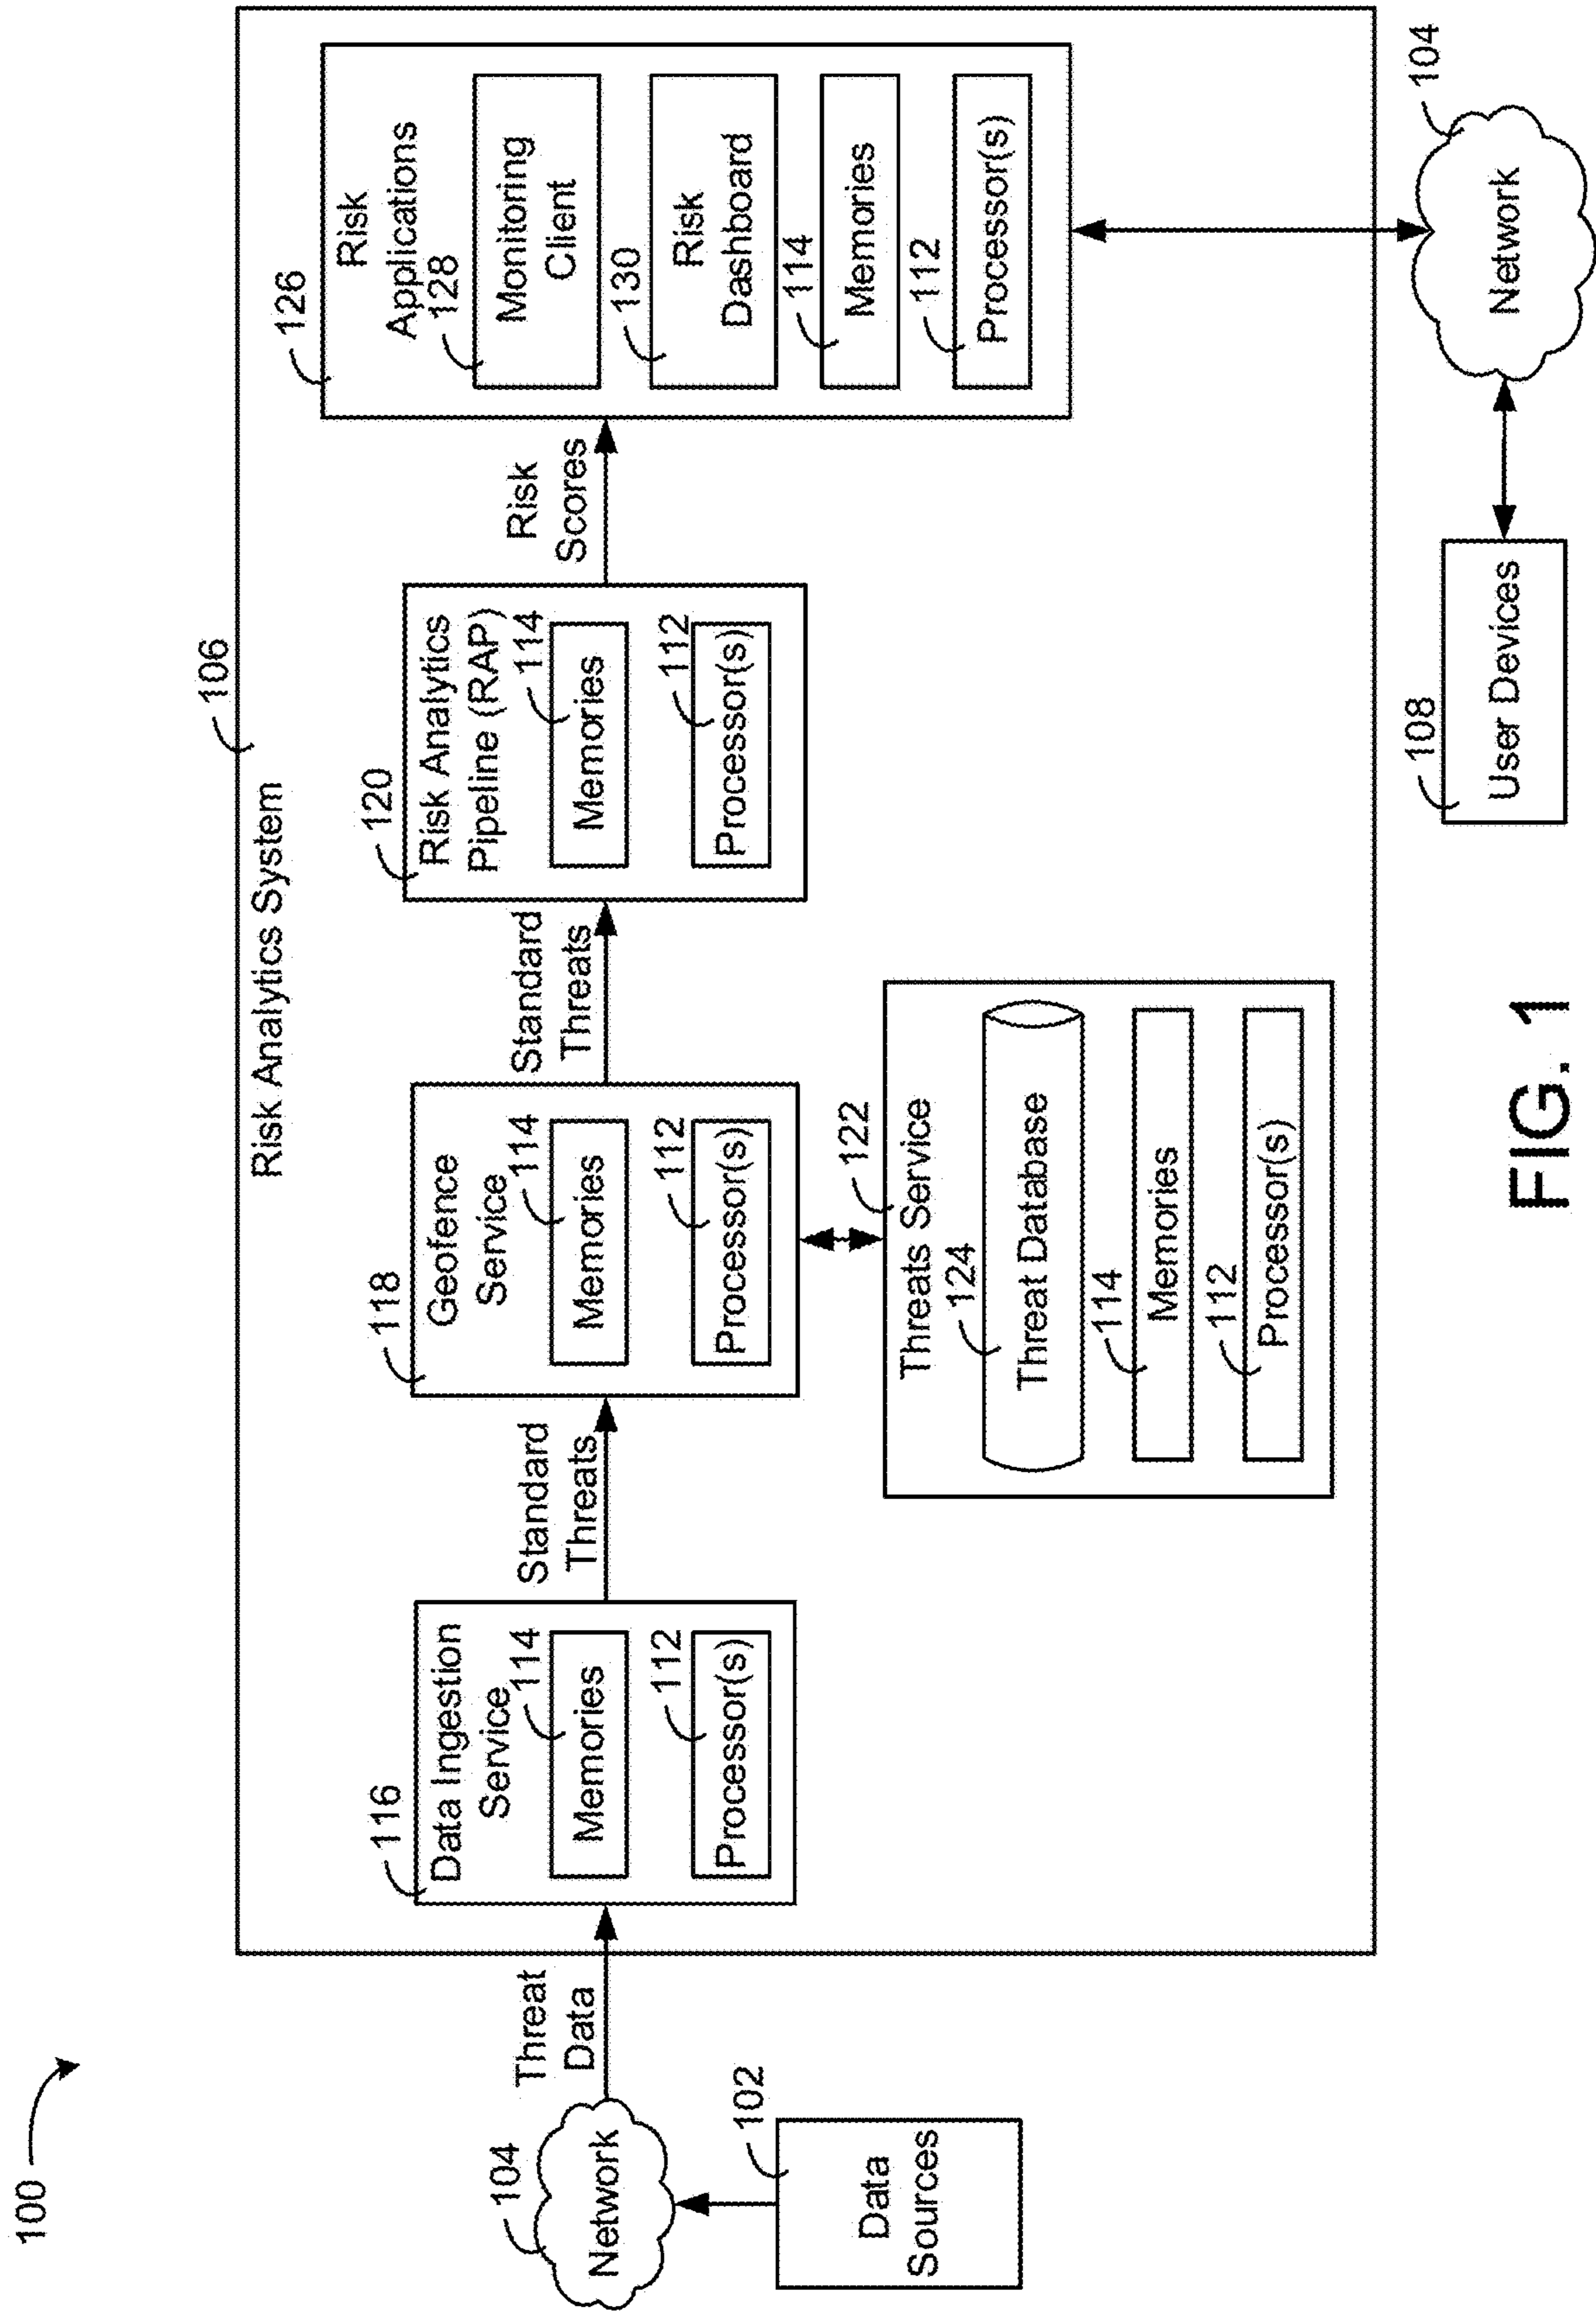 100
106
Risk Analytics System
104
Network
102
Data
Sources
Threat
Data
116
Data Ingestion
Service
114
Memories
112
Processor(s)
Standard
Threats
118
Geofence
Service
114
Memories
112
Processor(s)
122
Threats Service
124
Threat Database
114
Memories
112
Processor(s)
Standard
Threats
120
Risk Analytics
Pipeline (RAP)
114
Memories
112
Processor(s)
Risk
Scores
126
Risk
Applications
128
Monitoring
Client
130
Risk
Dashboard
114
Memories
112
Processor(s)
104
Network
108
User Devices
FIG. 1